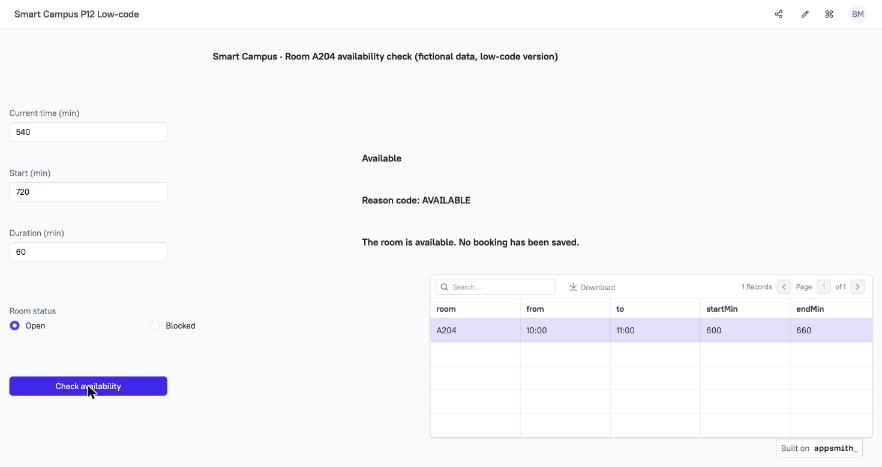 Smart Campus P12 Low-code
BM
Smart Campus - Room A204 availability check (fictional data, low-code version)
Current time (min)
540
Start (min)
720
Duration (min)
60
Room status
Open
Blocked
Check availability
Available
Reason code: AVAILABLE
The room is available. No booking has been saved.
Search...
Download
1 Records
Page 1 of 1
room from to startMin endMin
A204 10:00 11:00 600 660
Built on appsmith_